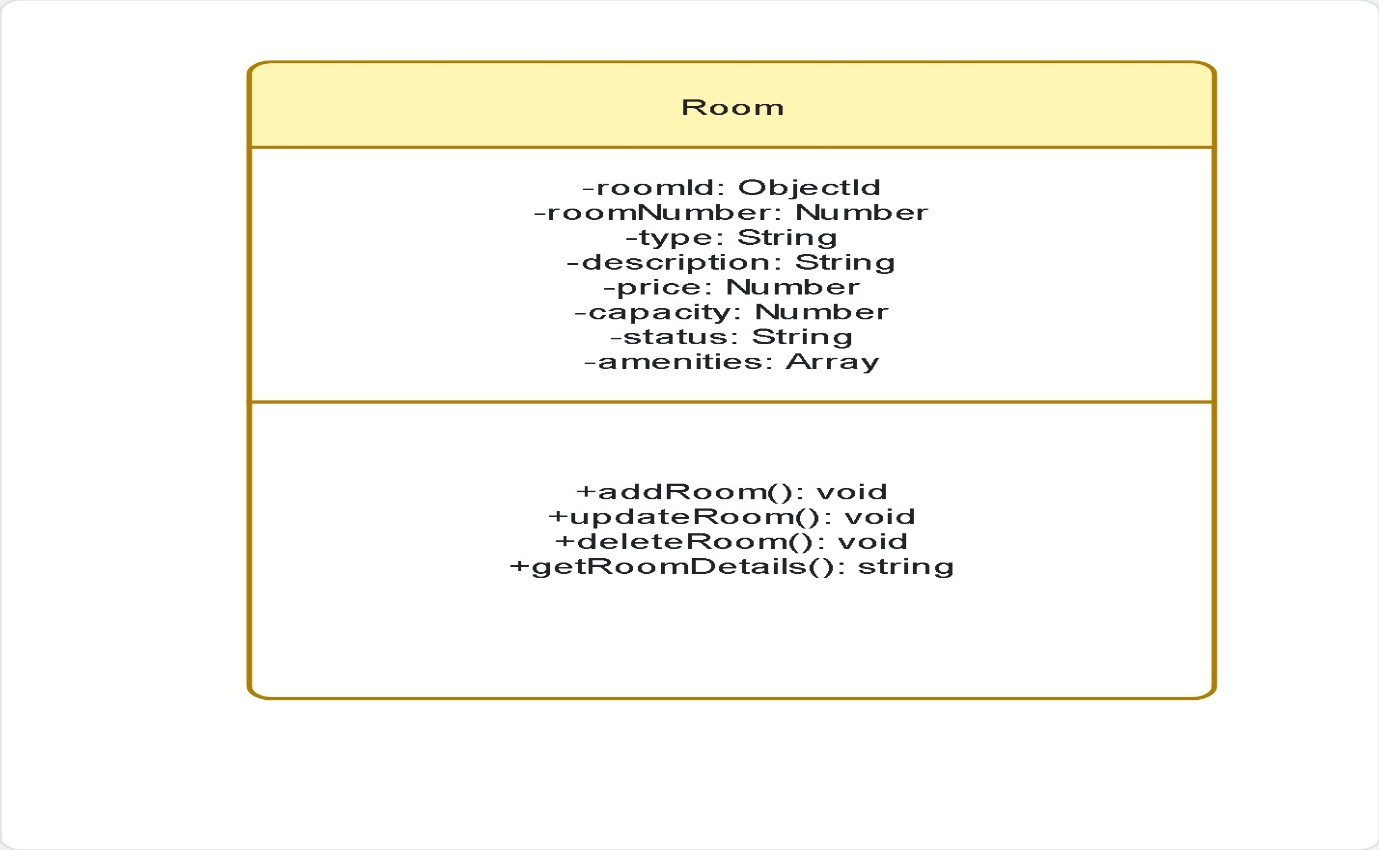 Room
-roomId: ObjectId
-roomNumber: Number
-type: String
-description: String
-price: Number
-capacity: Number
-status: String
-amenities: Array
+addRoom(): void
+updateRoom(): void
+deleteRoom(): void
+getRoomDetails(): string